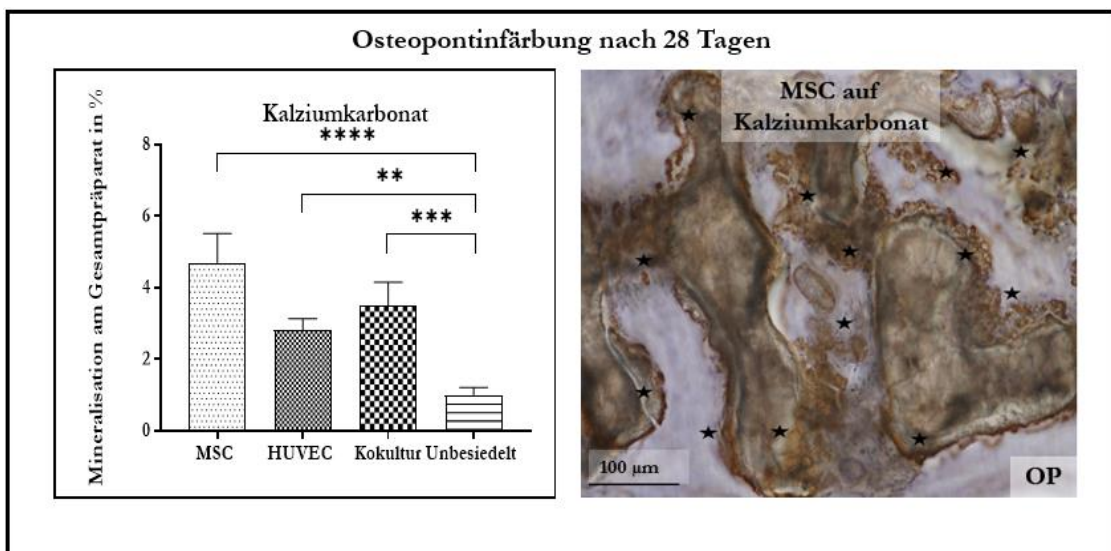 Osteopontinfärbung nach 28 Tagen
Mineralisation am Gesamtpräparat in %
Kalziumkarbonat
****
**
***
8
6
4
2
0
MSC HUVEC Kokultur Unbesiedelt
MSC auf
Kalziumkarbonat
100 µm
OP